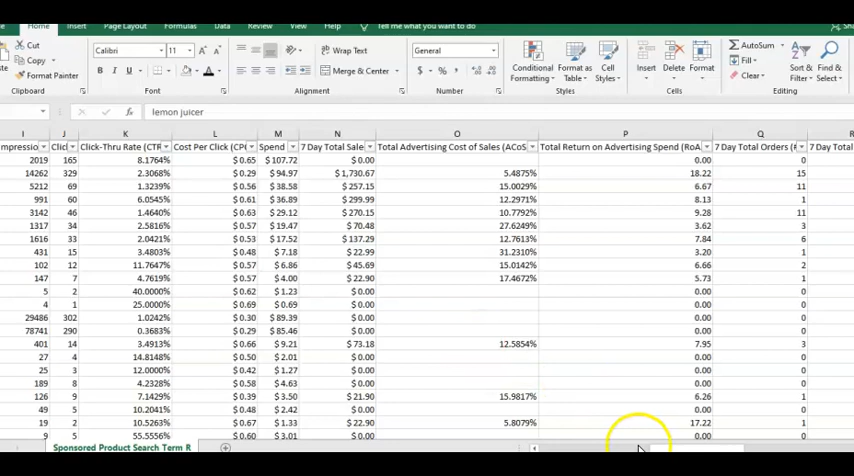 Home Insert Page Layout Formulas Data Review View Help Tell me what you want to do
Cut
Copy
Format Painter
Clipboard
Calibri 11
B I U
Font
Wrap Text
Merge & Center
Alignment
General
$ % ,
Number
Conditional Formatting
Format as Table
Cell Styles
Styles
Insert Delete Format
Cells
AutoSum
Fill
Clear
Sort & Filter
Find & Select
Editing
fx lemon juicer
I J K L M N O P Q R
mpression Click Click-Thru Rate (CTR Cost Per Click (CPC Spend 7 Day Total Sale Total Advertising Cost of Sales (ACoS Total Return on Advertising Spend (RoA 7 Day Total Orders (# 7 Day Tota
2019 165 8.1764% $ 0.65 $ 107.72 $ 0.00 0.00 0
14262 329 2.3068% $ 0.29 $ 94.97 $ 1,730.67 5.4875% 18.22 15
5212 69 1.3239% $ 0.56 $ 38.58 $ 257.15 15.0029% 6.67 11
991 60 6.0545% $ 0.61 $ 36.89 $ 299.99 12.2971% 8.13 1
3142 46 1.4640% $ 0.63 $ 29.12 $ 270.15 10.7792% 9.28 11
1317 34 2.5816% $ 0.57 $ 19.47 $ 70.48 27.6249% 3.62 3
1616 33 2.0421% $ 0.53 $ 17.52 $ 137.29 12.7613% 7.84 6
431 15 3.4803% $ 0.48 $ 7.18 $ 22.99 31.2310% 3.20 1
102 12 11.7647% $ 0.57 $ 6.86 $ 45.69 15.0142% 6.66 2
147 7 4.7619% $ 0.57 $ 4.00 $ 22.90 17.4672% 5.73 1
5 2 40.0000% $ 0.62 $ 1.23 $ 0.00 0.00 0
4 1 25.0000% $ 0.69 $ 0.69 $ 0.00 0.00 0
29486 302 1.0242% $ 0.30 $ 89.39 $ 0.00 0.00 0
78741 290 0.3683% $ 0.29 $ 85.46 $ 0.00 0.00 0
401 14 3.4913% $ 0.66 $ 9.21 $ 73.18 12.5854% 7.95 3
27 4 14.8148% $ 0.50 $ 2.01 $ 0.00 0.00 0
25 3 12.0000% $ 0.42 $ 1.27 $ 0.00 0.00 0
189 8 4.2328% $ 0.58 $ 4.63 $ 0.00 0.00 0
126 9 7.1429% $ 0.39 $ 3.50 $ 21.90 15.9817% 6.26 1
49 5 10.2041% $ 0.48 $ 2.42 $ 0.00 0.00 0
19 2 10.5263% $ 0.67 $ 1.33 $ 22.90 5.8079% 17.22 1
9 5 55.5556% $ 0.60 $ 3.01 $ 0.00 0.00 0
Sponsored Product Search Term R